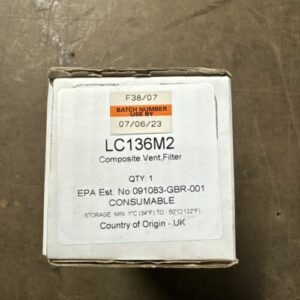 F38/07
BATCH NUMBER
USE BY
07/06/23
LC136M2
Composite Vent,Filter
QTY: 1
EPA Est. No 091083-GBR-001
CONSUMABLE
STORAGE MIN: 1°C (34°F) TO : 50°C(122°F)
Country of Origin - UK